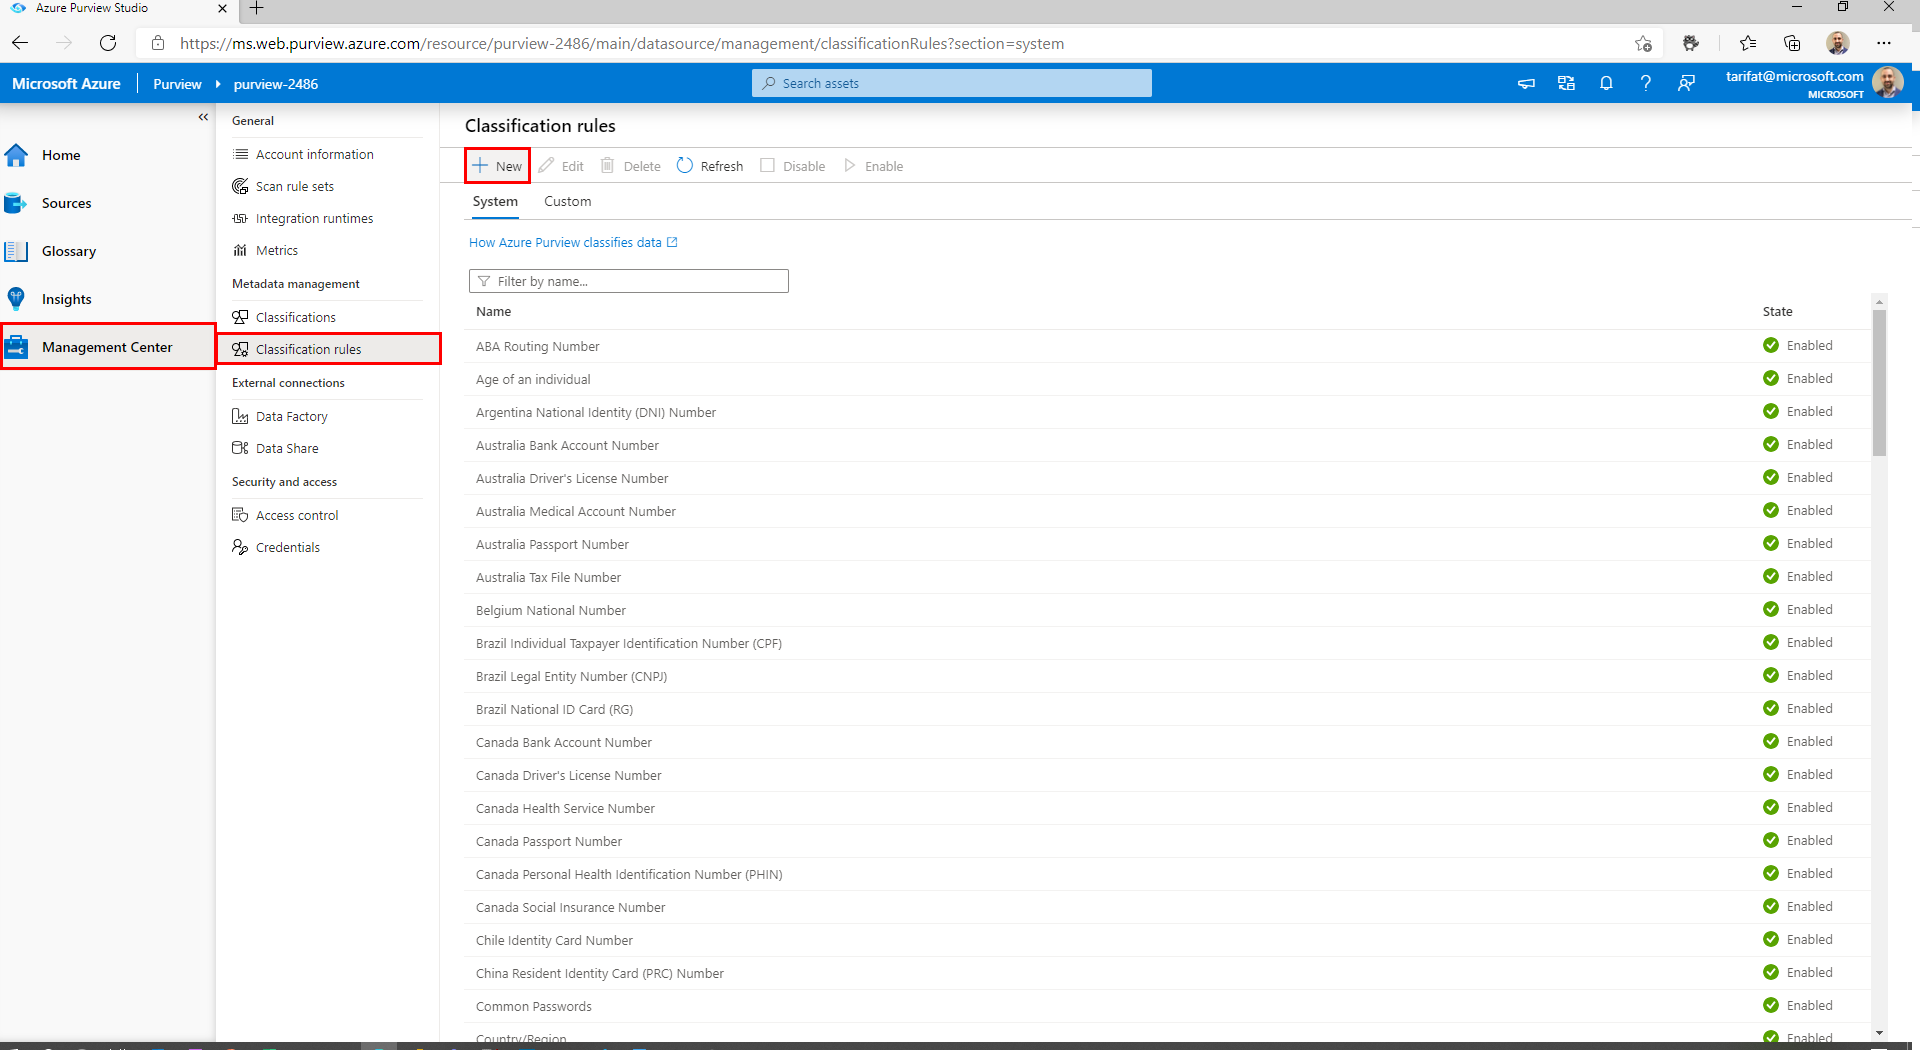 Azure Purview Studio
https://ms.web.purview.azure.com/resource/purview-2486/main/datasource/management/classificationRules?section=system
Microsoft Azure
Purview
purview-2486
Search assets
tarifat@microsoft.com
MICROSOFT
Home
Sources
Glossary
Insights
Management Center
General
Account information
Scan rule sets
Integration runtimes
Metrics
Metadata management
Classifications
Classification rules
External connections
Data Factory
Data Share
Security and access
Access control
Credentials
Classification rules
New Edit Delete Refresh Disable Enable
System Custom
How Azure Purview classifies data
Filter by name...
Name State
ABA Routing Number Enabled
Age of an individual Enabled
Argentina National Identity (DNI) Number Enabled
Australia Bank Account Number Enabled
Australia Driver's License Number Enabled
Australia Medical Account Number Enabled
Australia Passport Number Enabled
Australia Tax File Number Enabled
Belgium National Number Enabled
Brazil Individual Taxpayer Identification Number (CPF) Enabled
Brazil Legal Entity Number (CNPJ) Enabled
Brazil National ID Card (RG) Enabled
Canada Bank Account Number Enabled
Canada Driver's License Number Enabled
Canada Health Service Number Enabled
Canada Passport Number Enabled
Canada Personal Health Identification Number (PHIN) Enabled
Canada Social Insurance Number Enabled
Chile Identity Card Number Enabled
China Resident Identity Card (PRC) Number Enabled
Common Passwords Enabled
Country/Region Enabled